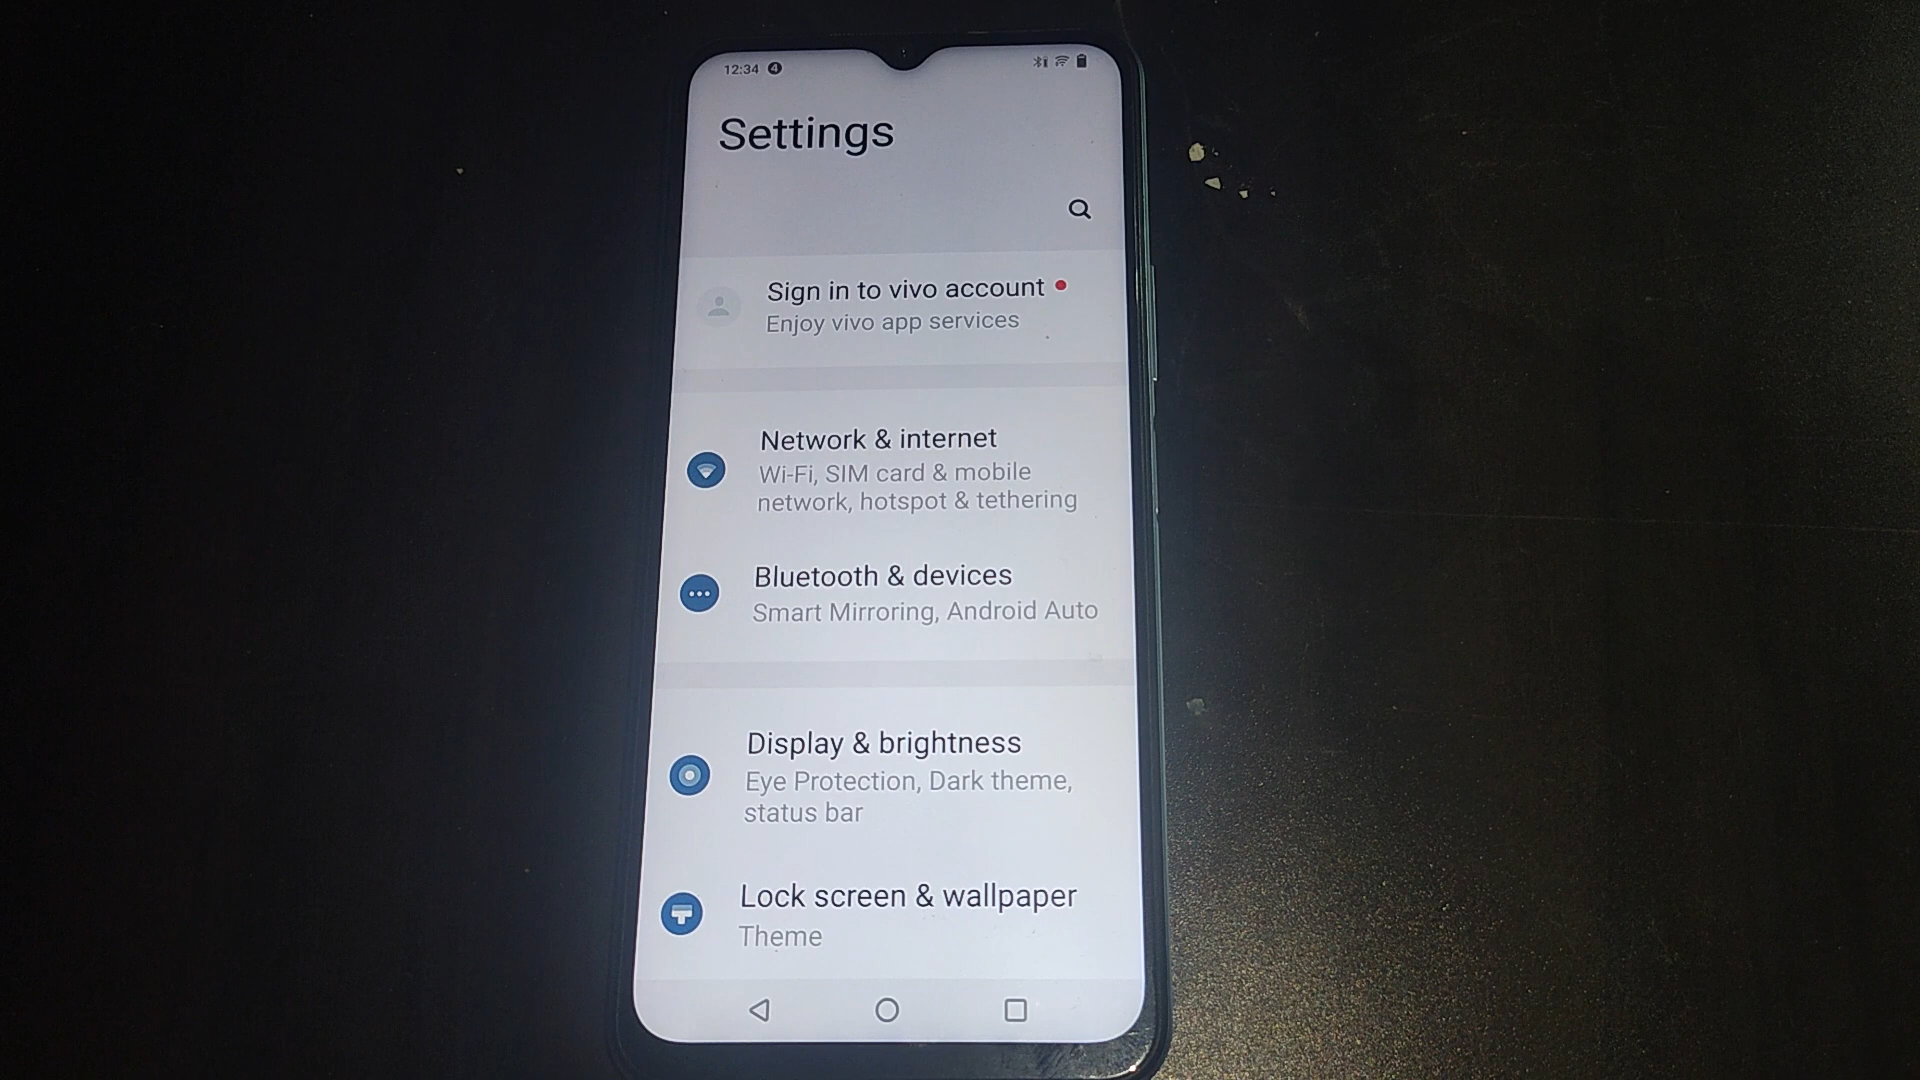 12:34 4
Settings
Sign in to vivo account
Enjoy vivo app services
Network & internet
Wi-Fi, SIM card & mobile
network, hotspot & tethering
Bluetooth & devices
Smart Mirroring, Android Auto
Display & brightness
Eye Protection, Dark theme,
status bar
Lock screen & wallpaper
Theme